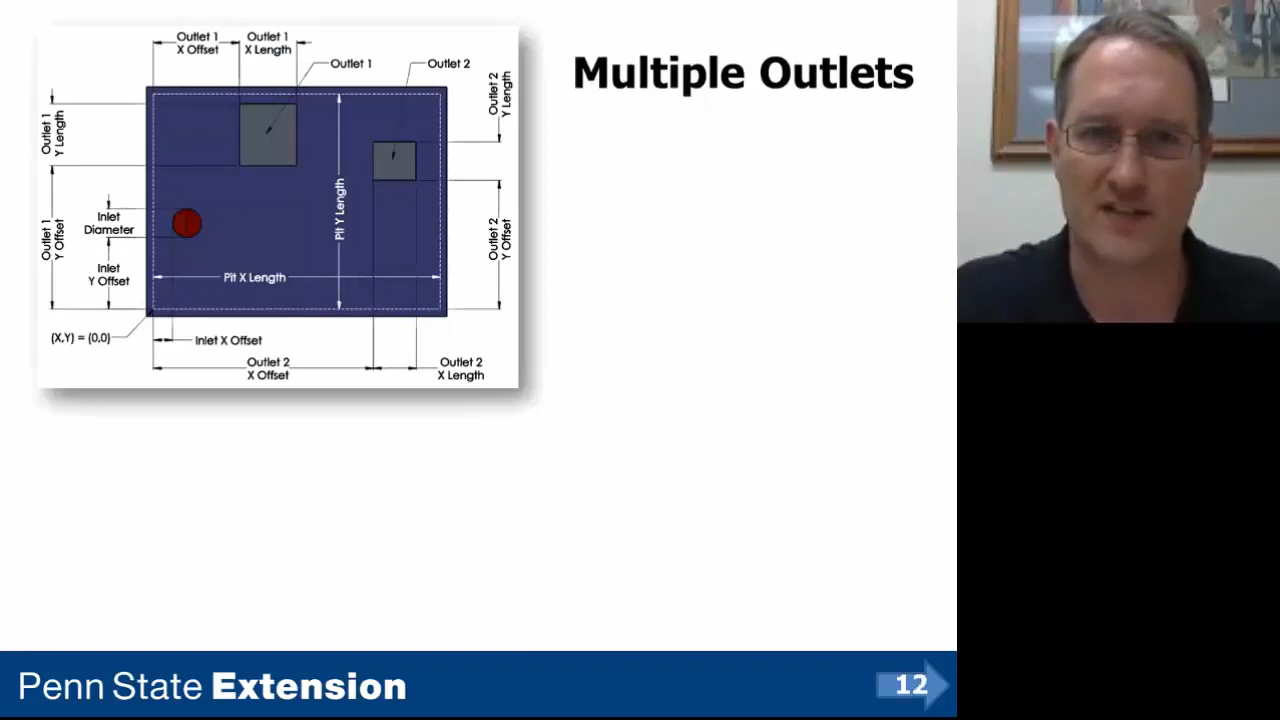 Multiple Outlets
Outlet 1
X Offset
Outlet 1
X Length
Outlet 1
Outlet 2
Outlet 2
Y Length
Outlet 1
Y Length
Inlet
Diameter
Outlet 1
Y Offset
Inlet
Y Offset
Pit Y Length
Pit X Length
Outlet 2
Y Offset
(X,Y) = (0,0)
Inlet X Offset
Outlet 2
X Offset
Outlet 2
X Length
Penn State Extension
12